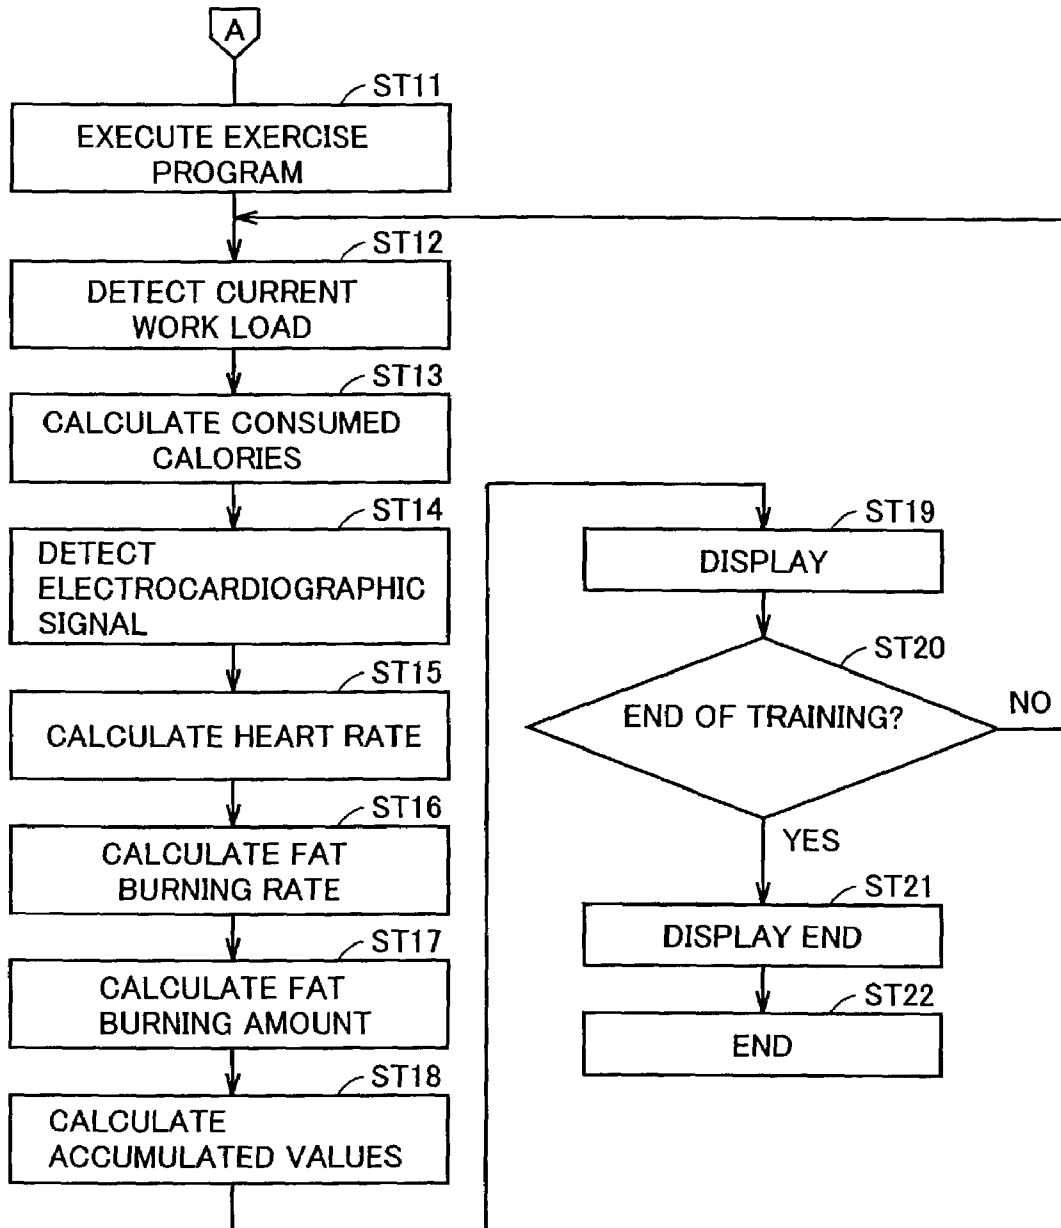 A
ST11
EXECUTE EXERCISE
PROGRAM
ST12
DETECT CURRENT
WORK LOAD
ST13
CALCULATE CONSUMED
CALORIES
ST14
DETECT
ELECTROCARDIOGRAPHIC
SIGNAL
ST15
CALCULATE HEART RATE
ST16
CALCULATE FAT
BURNING RATE
ST17
CALCULATE FAT
BURNING AMOUNT
ST18
CALCULATE
ACCUMULATED VALUES
ST19
DISPLAY
ST20
END OF TRAINING?
NO
YES
ST21
DISPLAY END
ST22
END